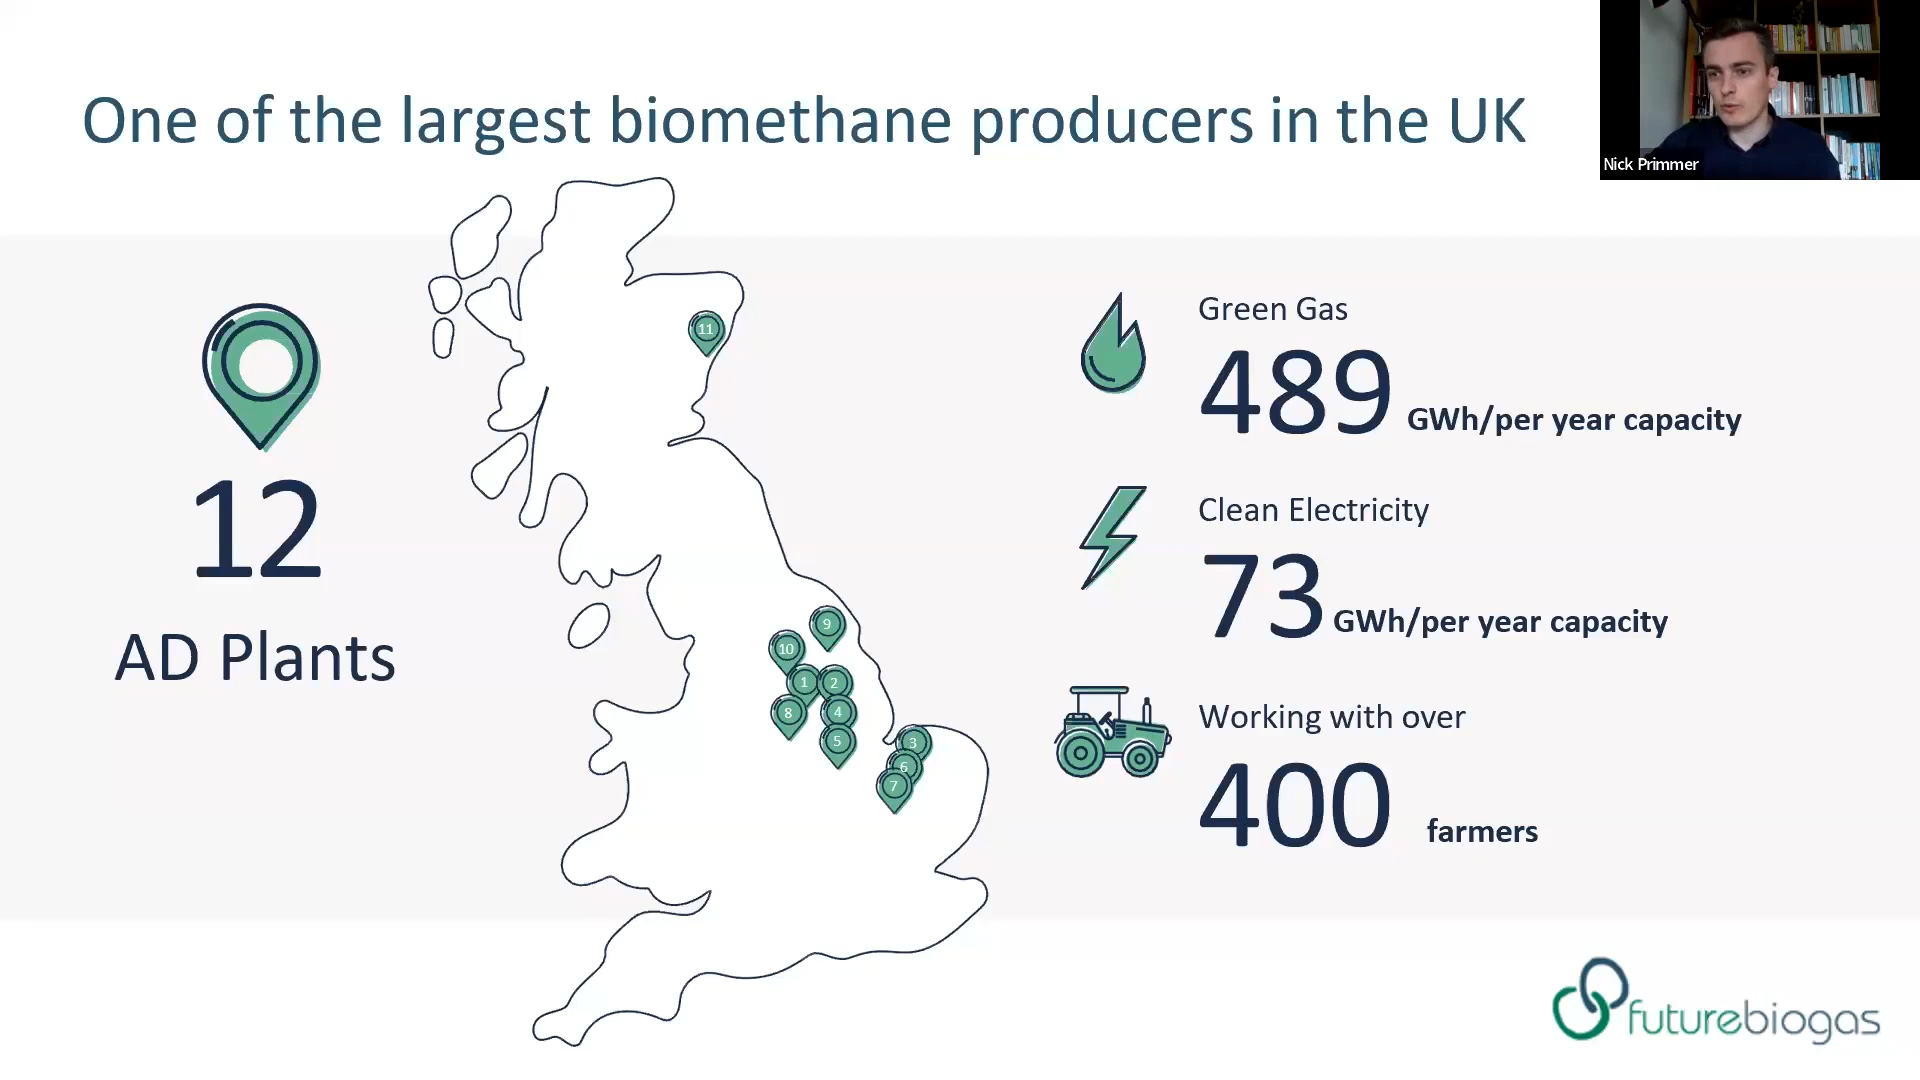 One of the largest biomethane producers in the UK
Nick Primmer
12
AD Plants
11
9
10
1
2
8
4
5
3
6
7
Green Gas
489 GWh/per year capacity
Clean Electricity
73 GWh/per year capacity
Working with over
400 farmers
futurebiogas